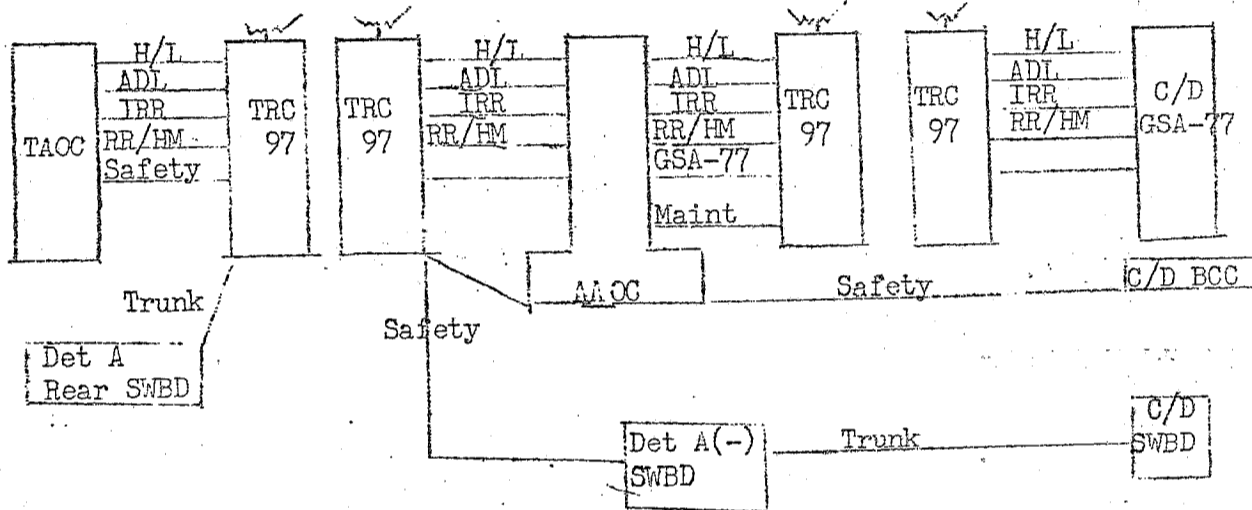 TAOC
H/L
ADL
IRR
RR/HM
Safety
TRC
97
TRC
97
H/L
ADL
IRR
RR/HM
AAOC
H/L
ADL
IRR
RR/HM
GSA-77
Maint
TRC
97
TRC
97
H/L
ADL
IRR
RR/HM
C/D
GSA-77
Trunk
Safety
Safety
C/D BCC
Det A
Rear SWBD
Det A(-)
SWBD
Trunk
C/D
SWBD